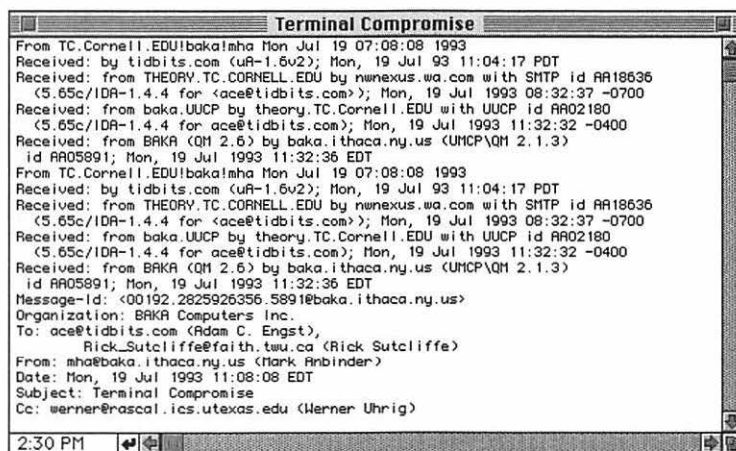 Terminal Compromise
From TC.Cornell.EDU!baka!mha Mon Jul 19 07:08:08 1993
Received: by tidbits.com (uA-1.6v2); Mon, 19 Jul 93 11:04:17 PDT
Received: from THEORY.TC.CORNELL.EDU by nwnexus.wa.com with SMTP id AA18636
(5.65c/IDA-1.4.4 for <ace@tidbits.com>); Mon, 19 Jul 1993 08:32:37 -0700
Received: from baka.UUCP by theory.TC.Cornell.EDU with UUCP id AA02180
(5.65c/IDA-1.4.4 for ace@tidbits.com); Mon, 19 Jul 1993 11:32:32 -0400
Received: from BAKA (QM 2.6) by baka.ithaca.ny.us (UMCP\QM 2.1.3)
id AA05891; Mon, 19 Jul 1993 11:32:36 EDT
From TC.Cornell.EDU!baka!mha Mon Jul 19 07:08:08 1993
Received: by tidbits.com (uA-1.6v2); Mon, 19 Jul 93 11:04:17 PDT
Received: from THEORY.TC.CORNELL.EDU by nwnexus.wa.com with SMTP id AA18636
(5.65c/IDA-1.4.4 for <ace@tidbits.com>); Mon, 19 Jul 1993 08:32:37 -0700
Received: from baka.UUCP by theory.TC.Cornell.EDU with UUCP id AA02180
(5.65c/IDA-1.4.4 for ace@tidbits.com); Mon, 19 Jul 1993 11:32:32 -0400
Received: from BAKA (QM 2.6) by baka.ithaca.ny.us (UMCP\QM 2.1.3)
id AA05891; Mon, 19 Jul 1993 11:32:36 EDT
Message-Id: <00192.2825926356.5891@baka.ithaca.ny.us>
Organization: BAKA Computers Inc.
To: ace@tidbits.com (Adam C. Engst),
Rick_Sutcliffe@faith.twu.ca (Rick Sutcliffe)
From: mha@baka.ithaca.ny.us (Mark Anbinder)
Date: Mon, 19 Jul 1993 11:08:08 EDT
Subject: Terminal Compromise
Cc: werner@rascal.ics.utexas.edu (Werner Uhrig)
2:30 PM